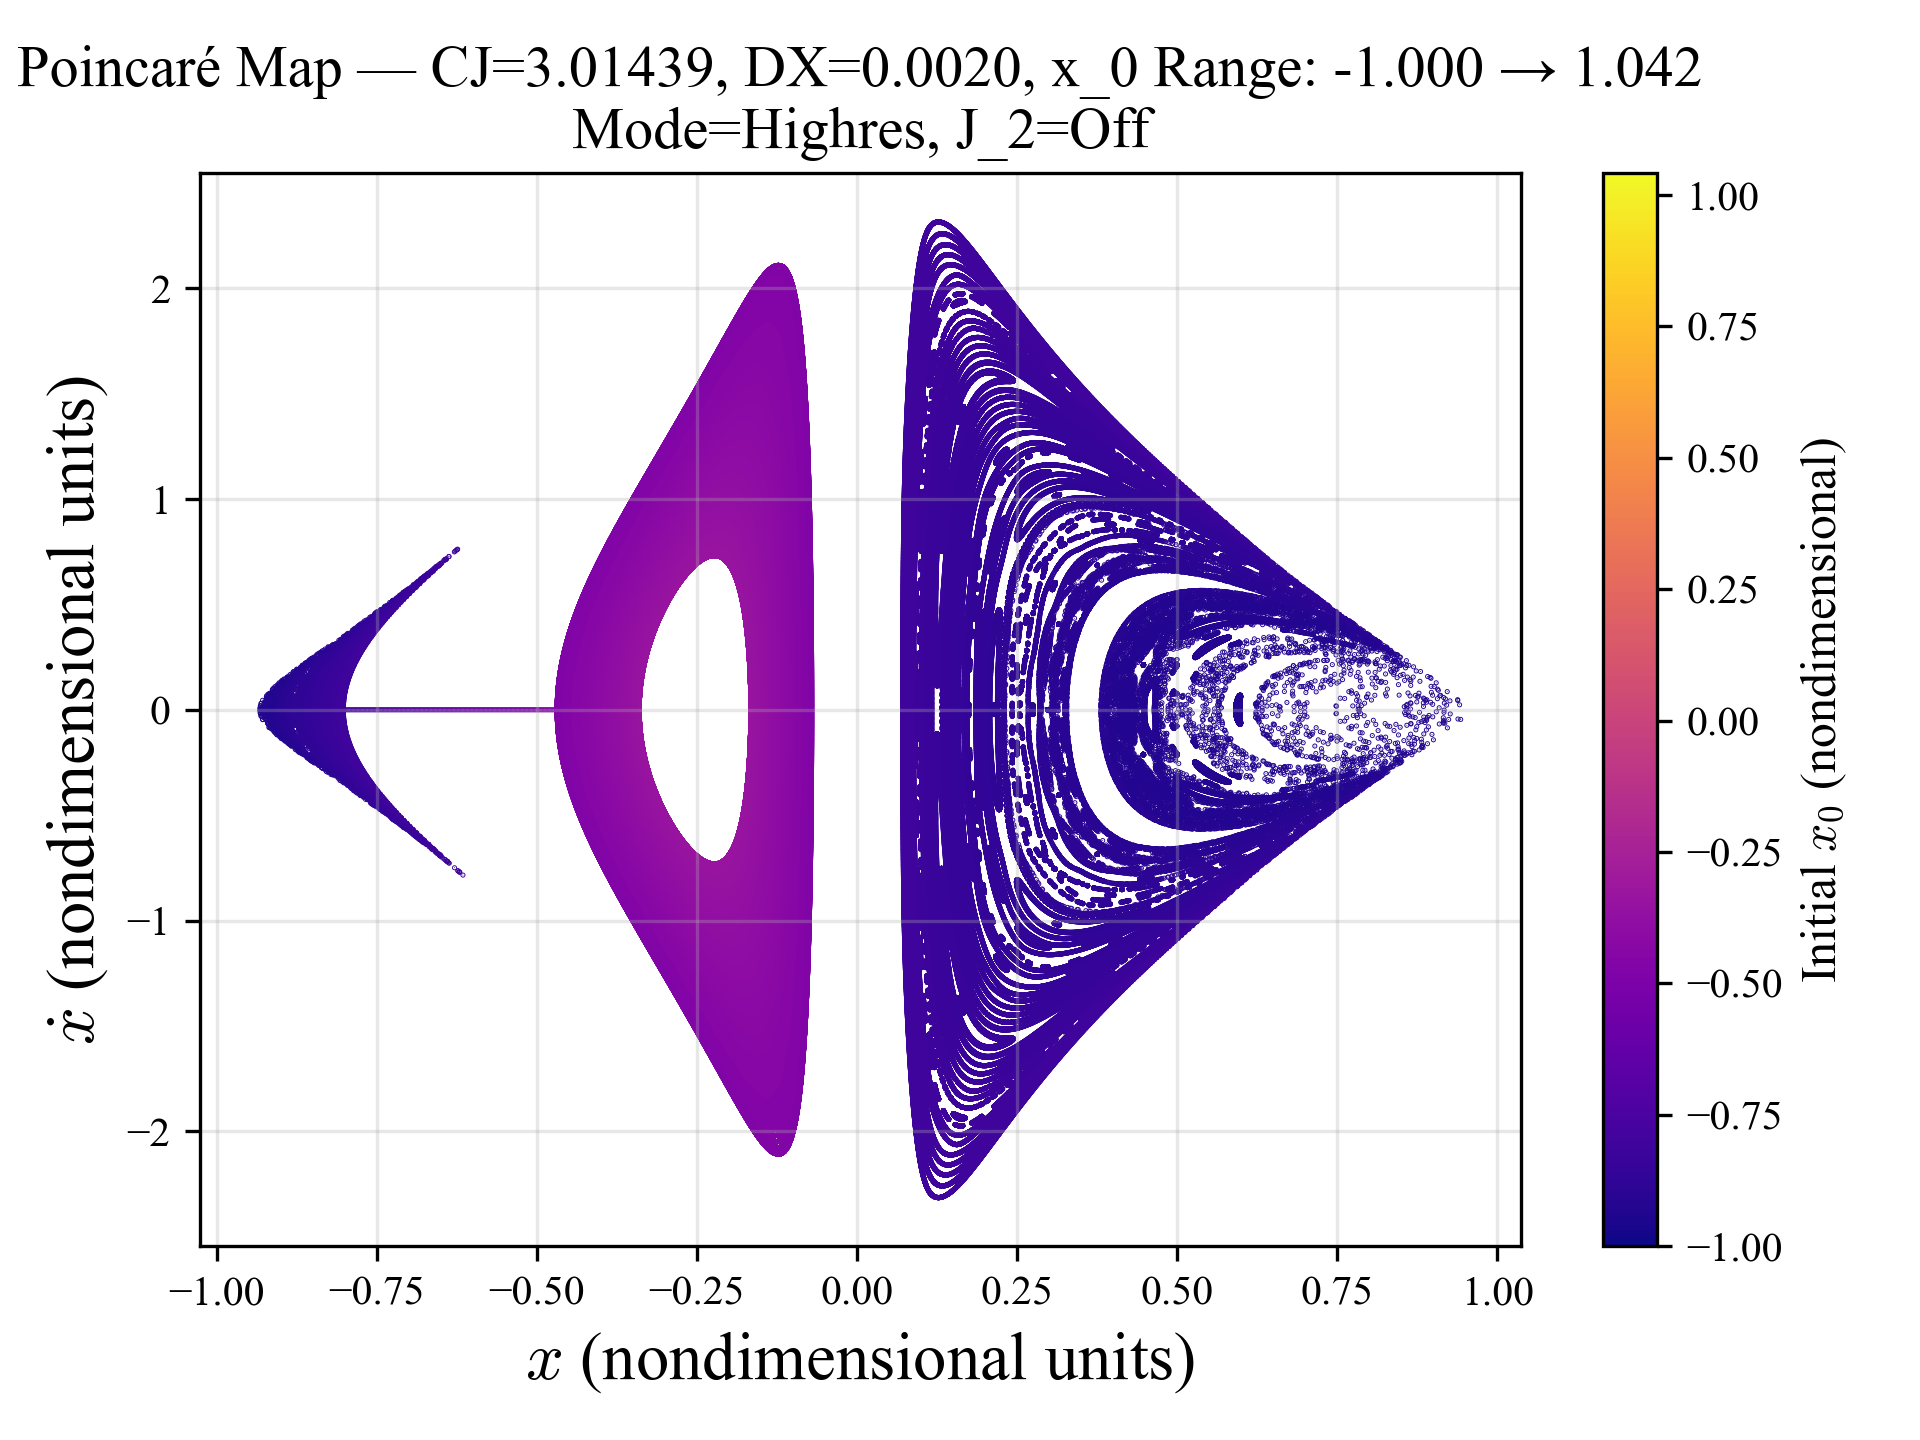 Poincaré Map — CJ=3.01439, DX=0.0020, x_0 Range: -1.000 → 1.042
Mode=Highres, J_2=Off
2
1
0
−1
−2
ẋ (nondimensional units)
−1.00 −0.75 −0.50 −0.25 0.00 0.25 0.50 0.75 1.00
x (nondimensional units)
1.00
0.75
0.50
0.25
0.00
−0.25
−0.50
−0.75
−1.00
Initial x₀ (nondimensional)